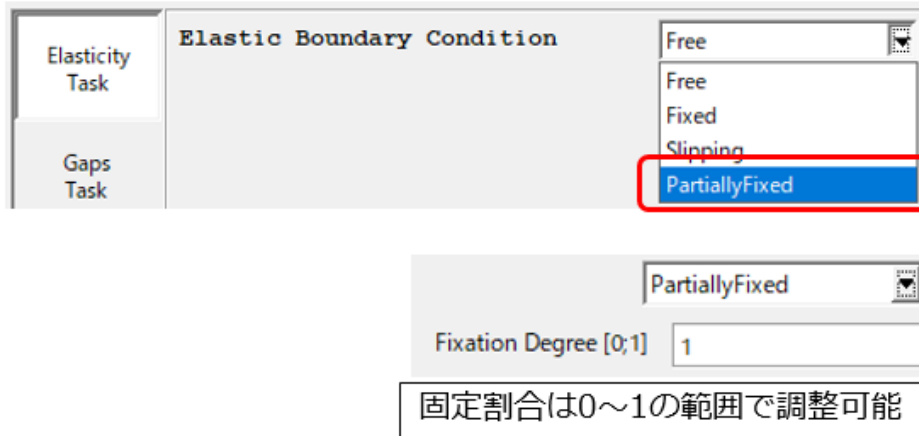 Elasticity
Task
Elastic Boundary Condition
Free
Free
Fixed
Slipping
PartiallyFixed
Gaps
Task
PartiallyFixed
Fixation Degree [0;1]
1
固定割合は0～1の範囲で調整可能